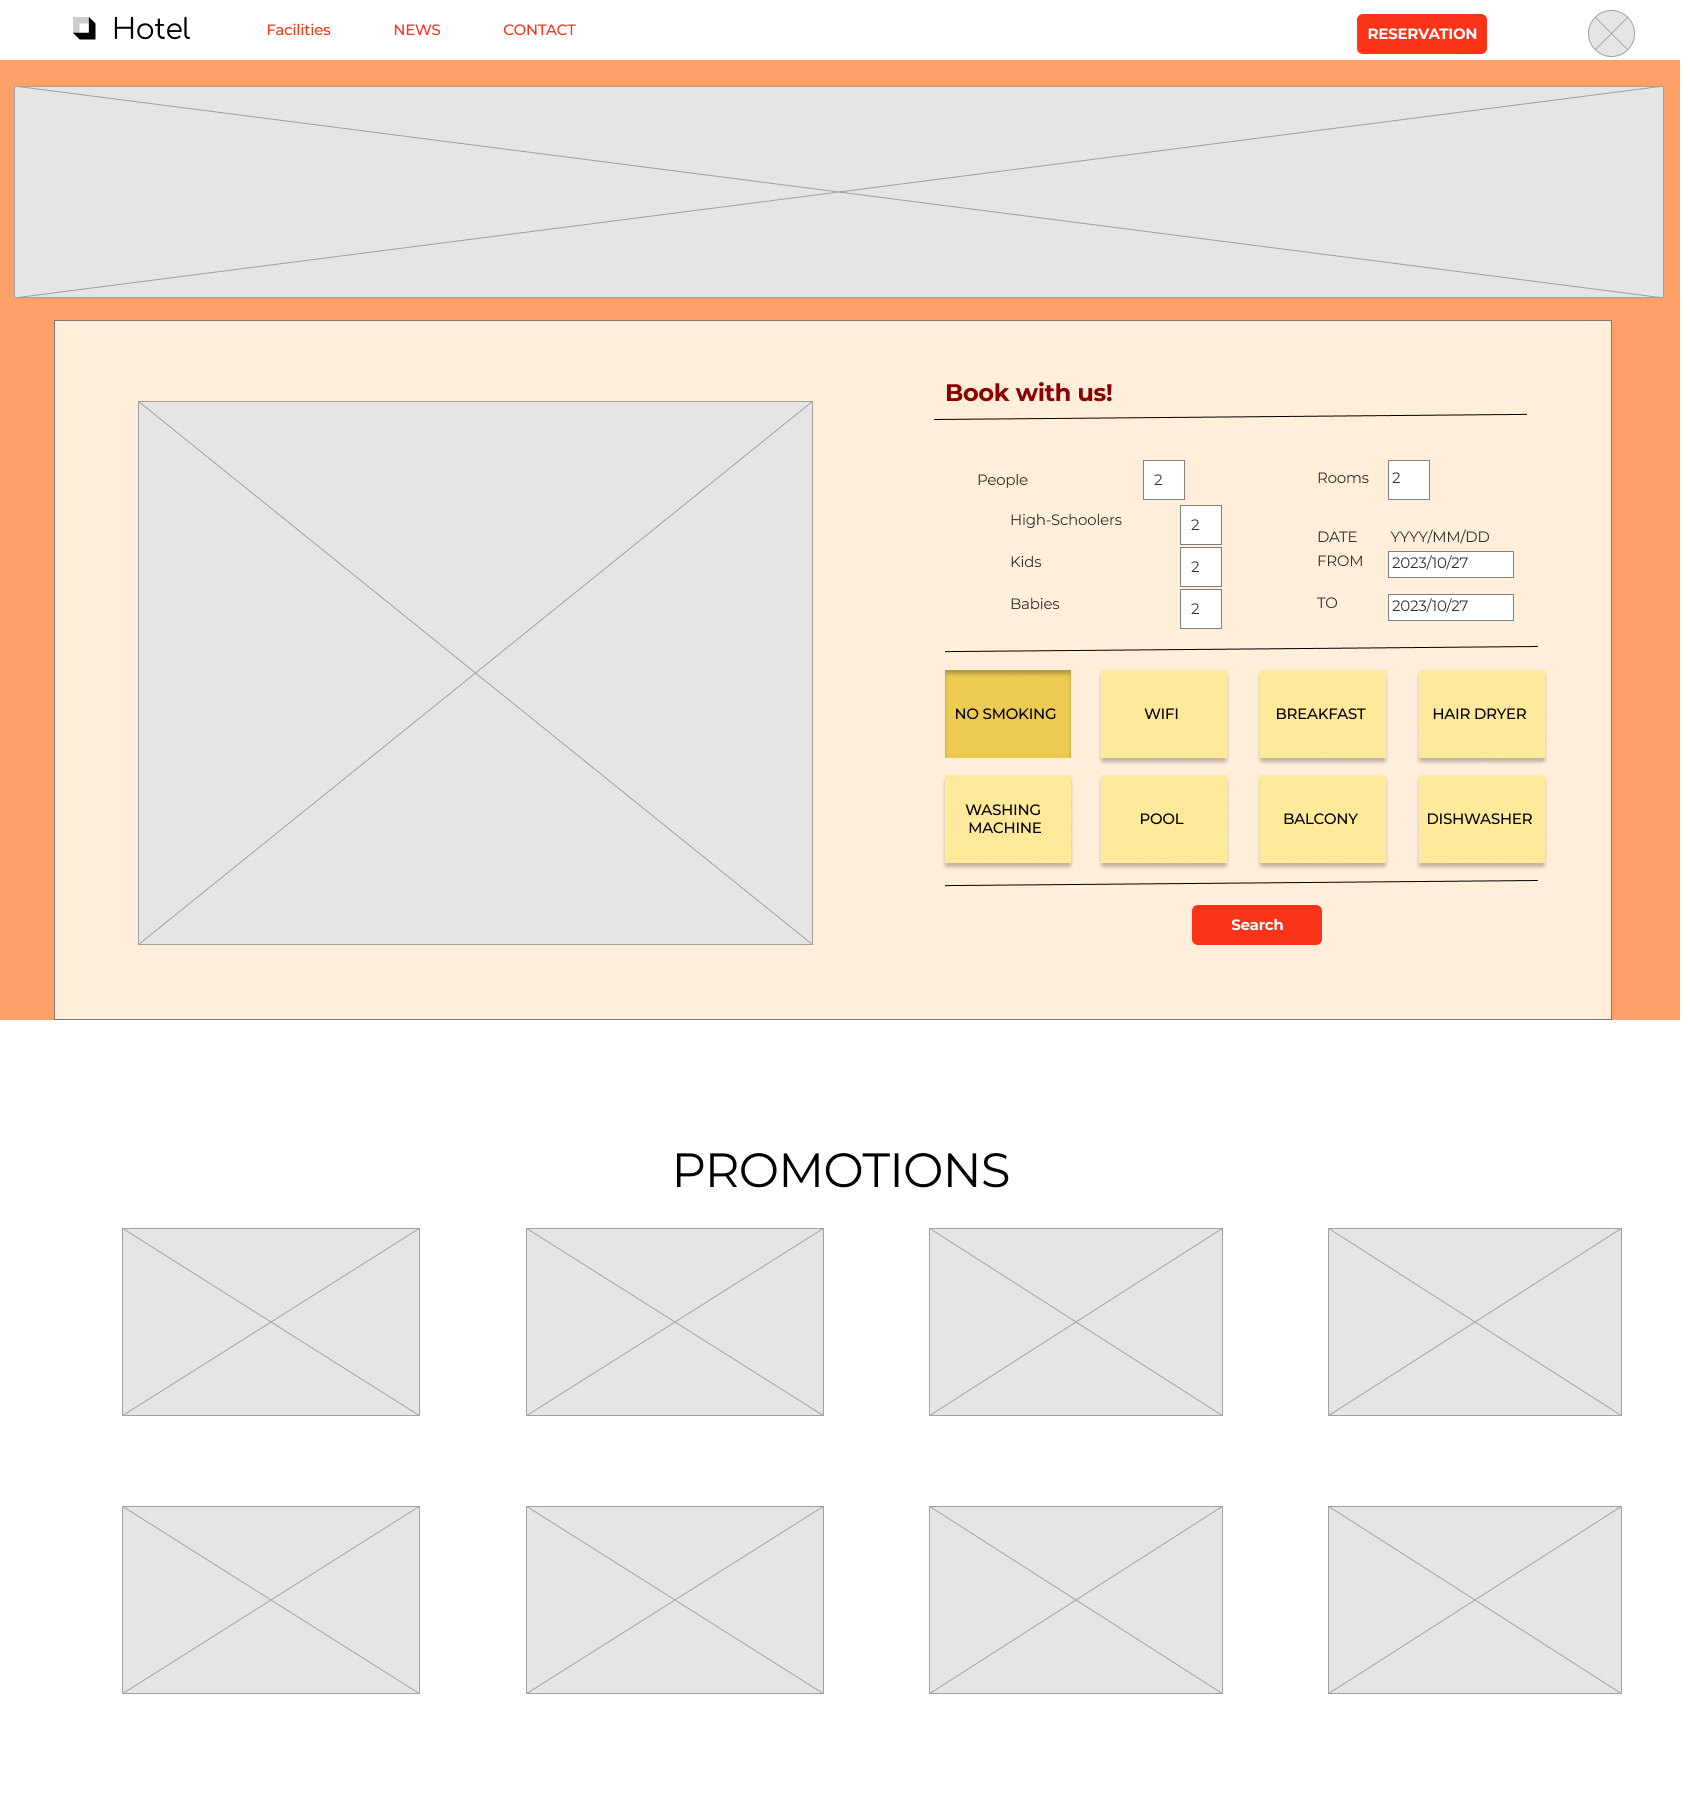 Hotel
Facilities
NEWS
CONTACT
RESERVATION
Book with us!
People
2
Rooms
2
High-Schoolers
2
Kids
2
Babies
2
DATE
YYYY/MM/DD
FROM
2023/10/27
TO
2023/10/27
NO SMOKING
WIFI
BREAKFAST
HAIR DRYER
WASHING
MACHINE
POOL
BALCONY
DISHWASHER
Search
PROMOTIONS